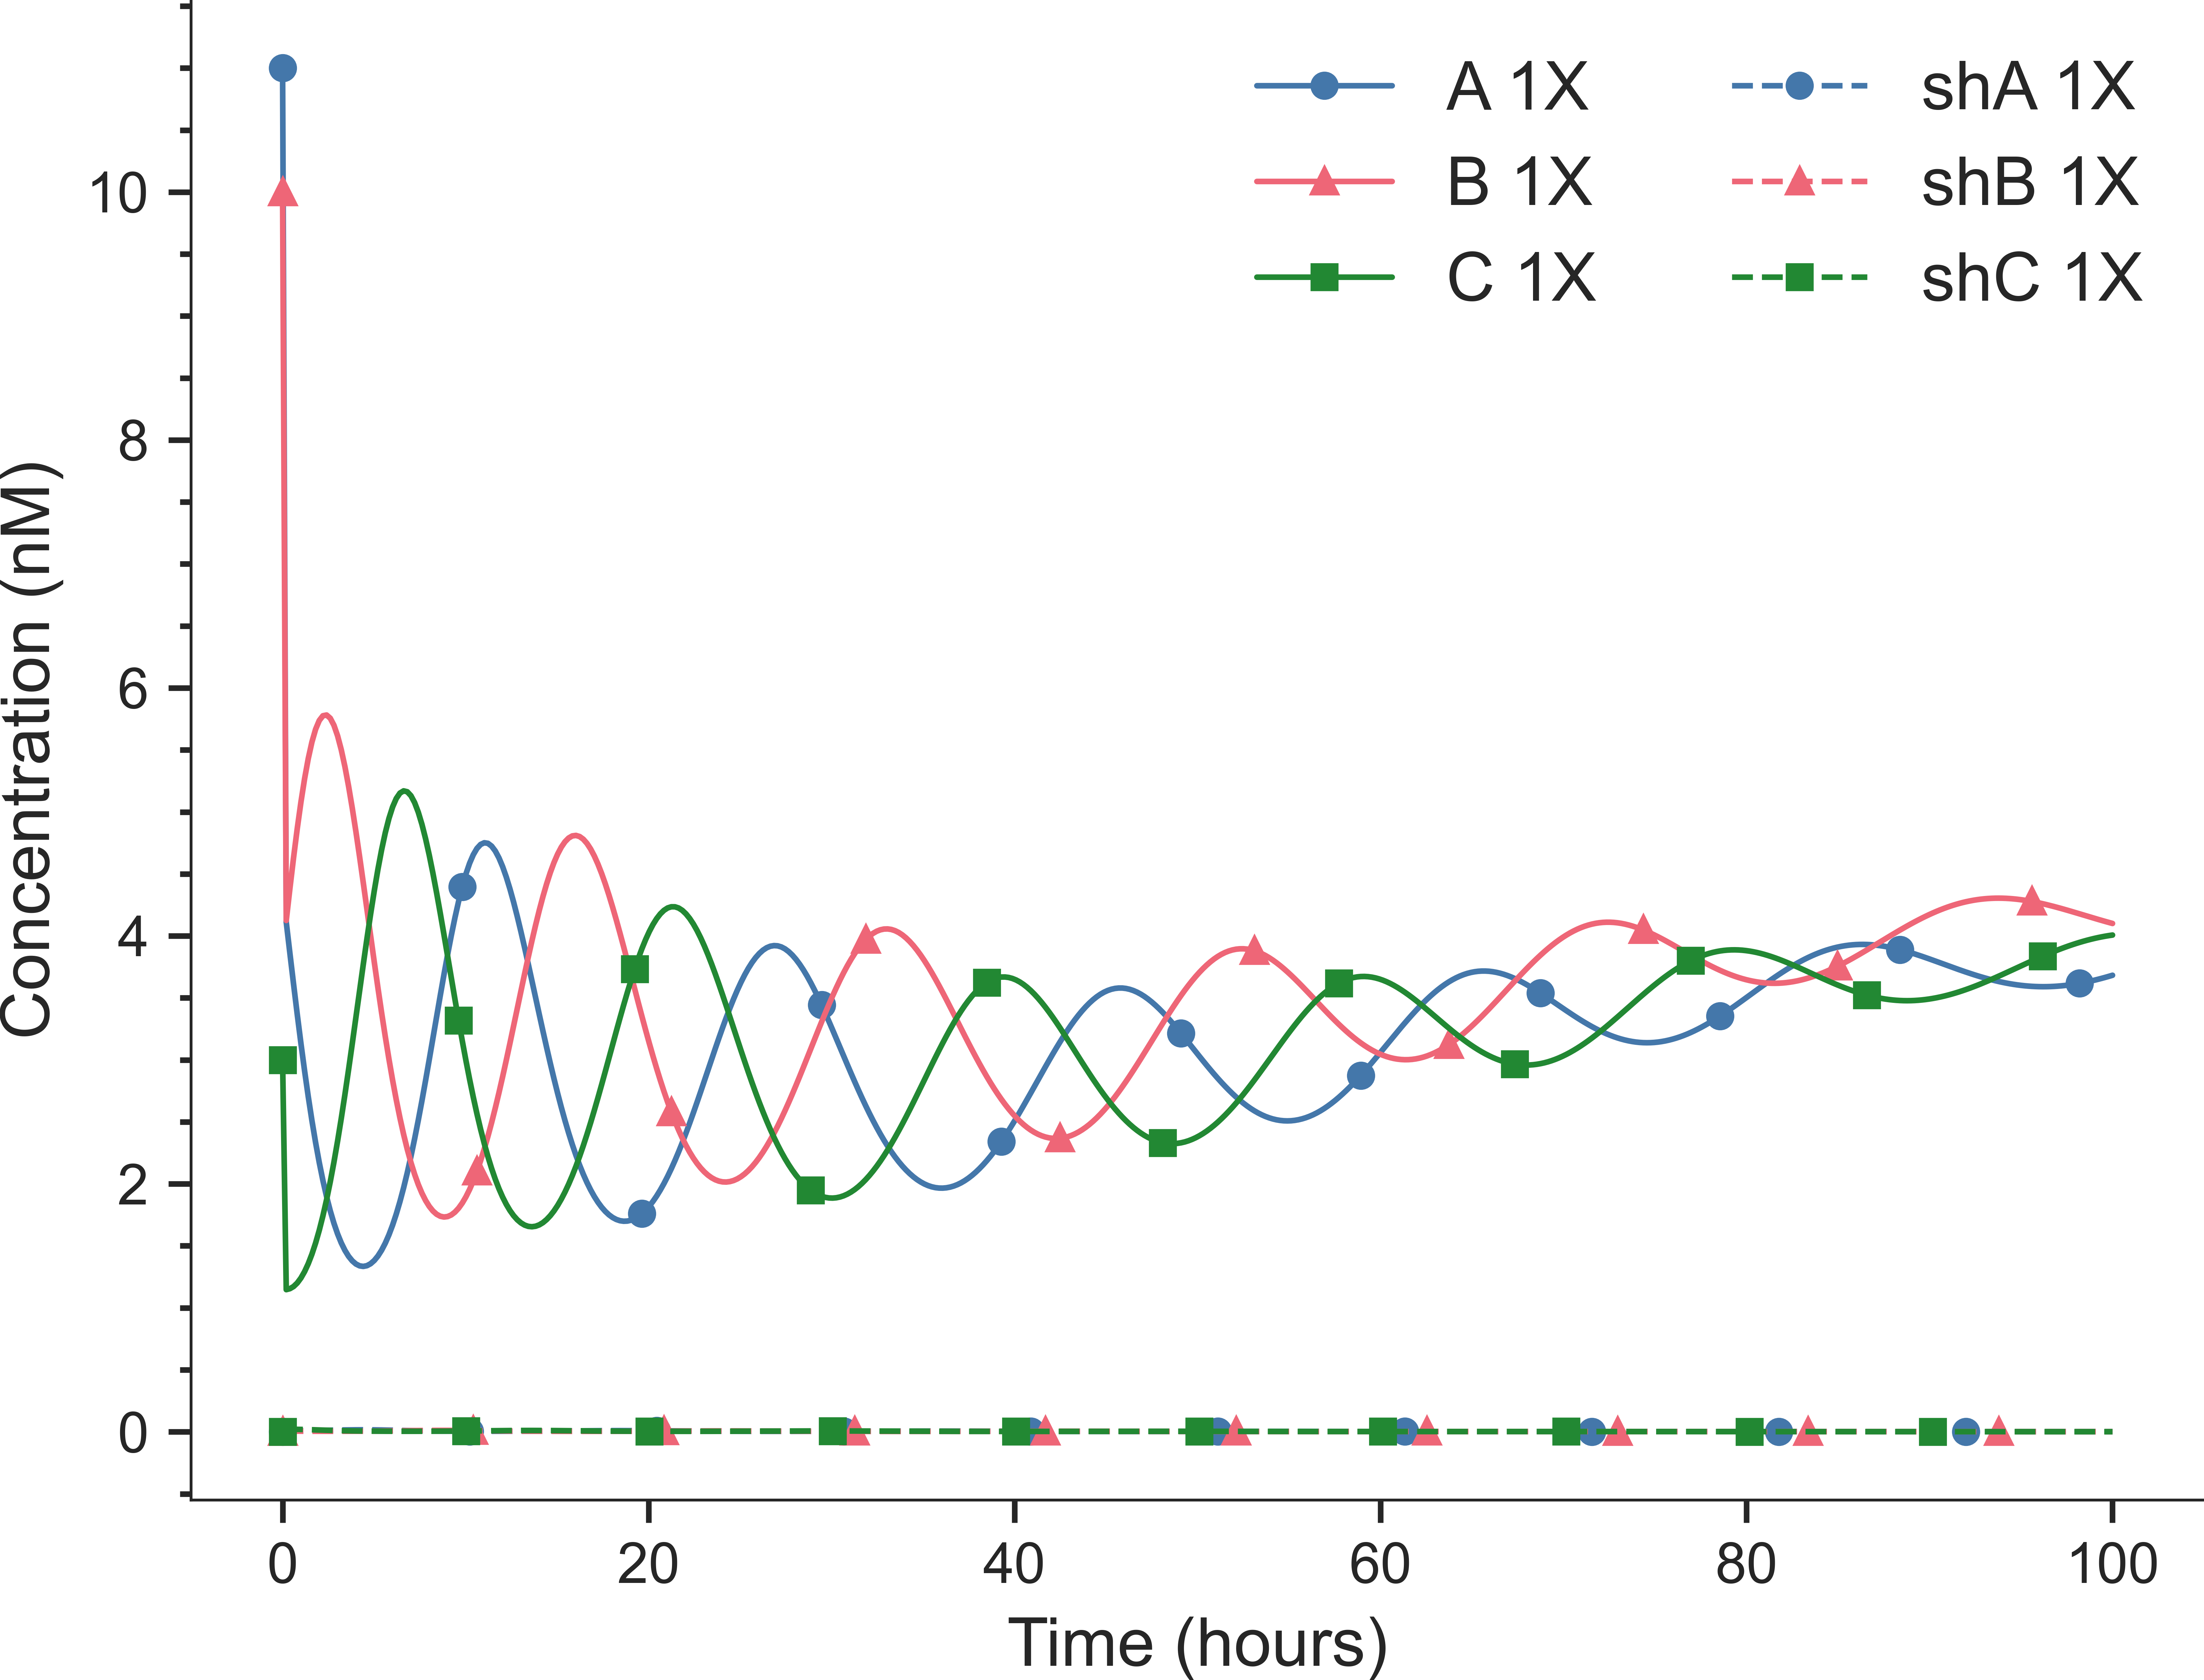 A 1X
shA 1X
B 1X
shB 1X
C 1X
shC 1X
Concentration (nM)
10
8
6
4
2
0
0 20 40 60 80 100
Time (hours)